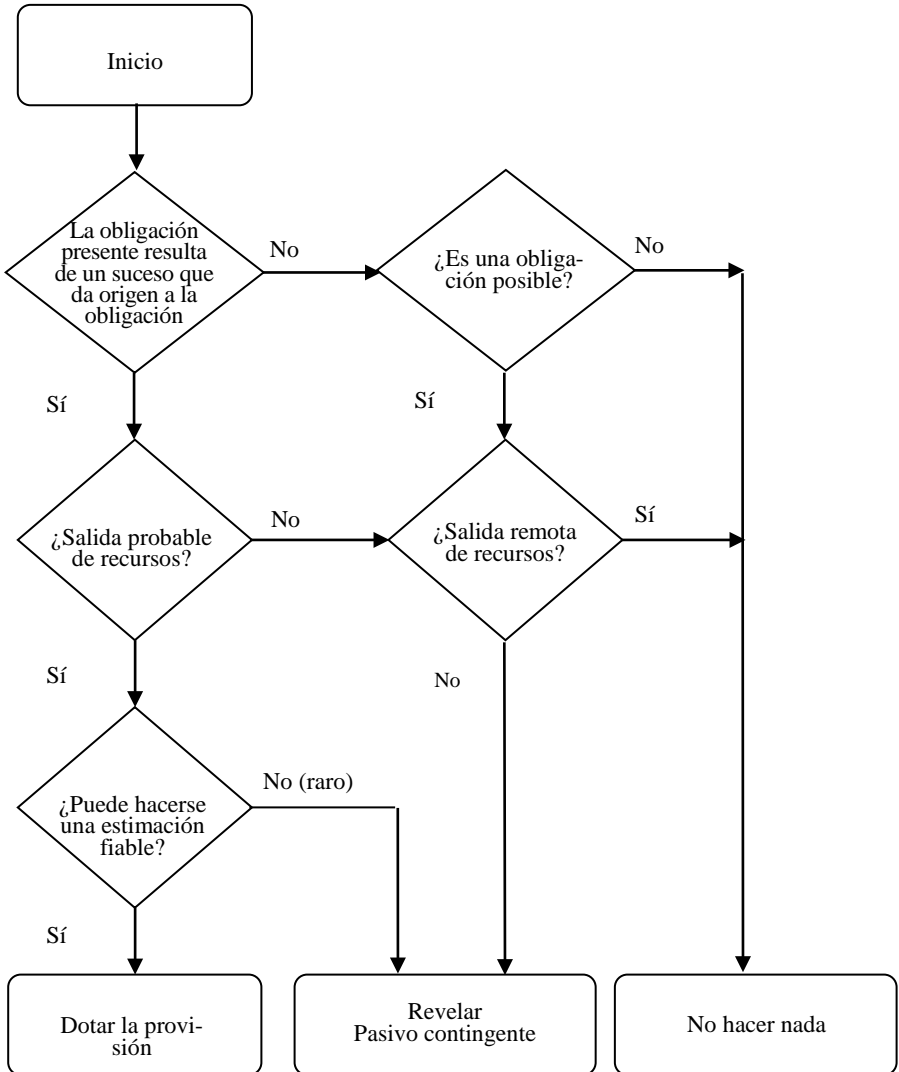 Inicio
La obligación
presente resulta
de un suceso que
da origen a la
obligación
No
¿Es una obliga-
ción posible?
No
Sí
Sí
¿Salida probable
de recursos?
No
¿Salida remota
de recursos?
Sí
Sí
No
¿Puede hacerse
una estimación
fiable?
No (raro)
Sí
Dotar la provi-
sión
Revelar
Pasivo contingente
No hacer nada